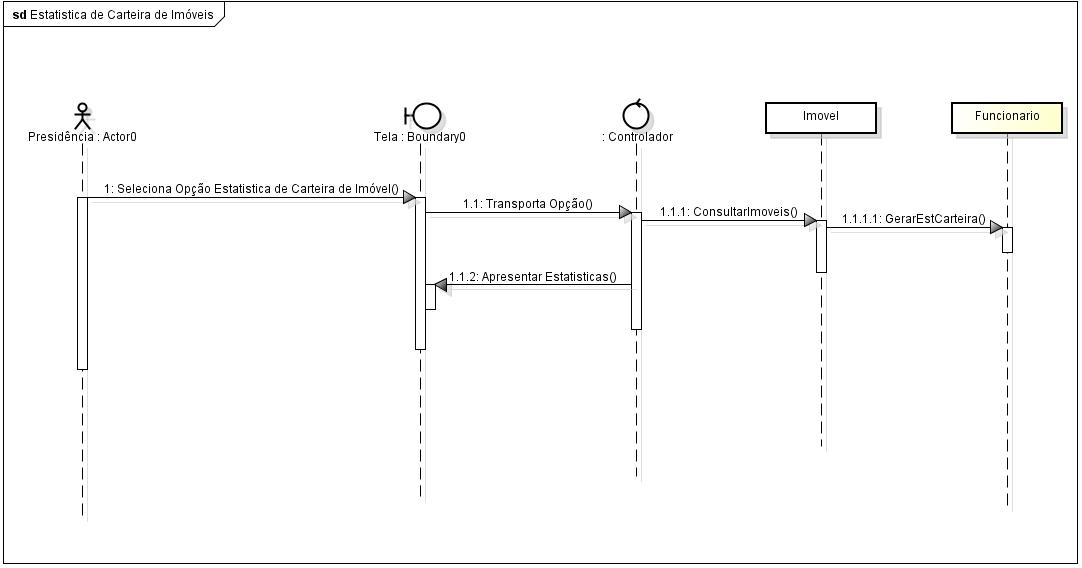 sd Estatistica de Carteira de Imóveis
Presidência : Actor0
Tela : Boundary0
: Controlador
Imovel
Funcionario
1: Seleciona Opção Estatistica de Carteira de Imóvel()
1.1: Transporta Opção()
1.1.1: ConsultarImoveis()
1.1.1.1: GerarEstCarteira()
1.1.2: Apresentar Estatisticas()